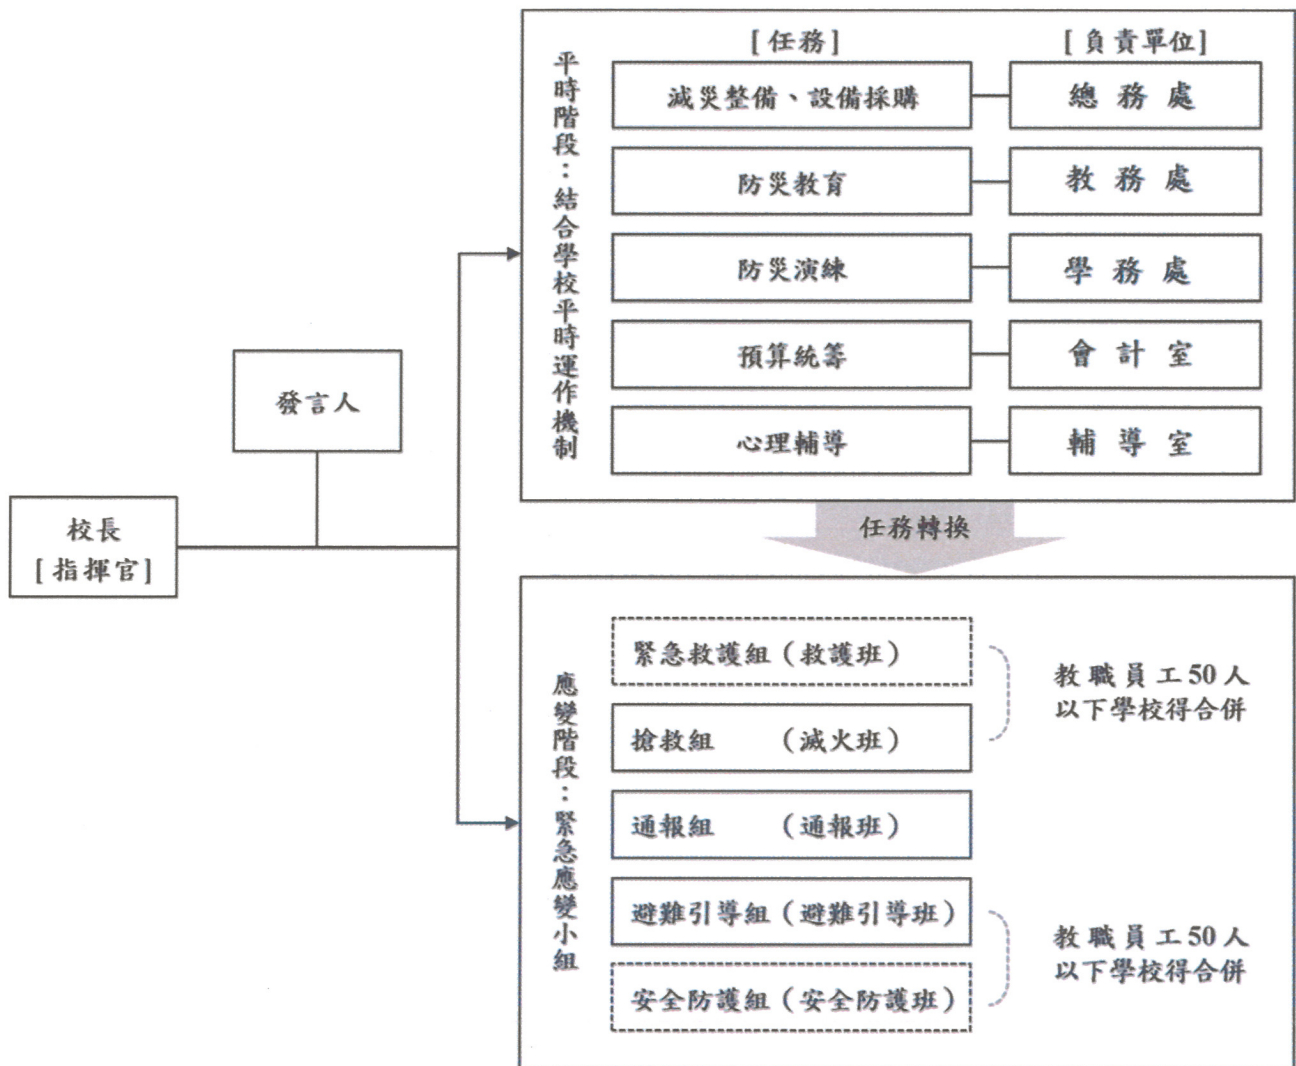 校長
[指揮官]
發言人
平時階段：結合學校平時運作機制
[任務]
[負責單位]
減災整備、設備採購
總務處
防災教育
教務處
防災演練
學務處
預算統籌
會計室
心理輔導
輔導室
任務轉換
應變階段：緊急應變小組
緊急救護組（救護班）
搶救組　　（滅火班）
教職員工50人
以下學校得合併
通報組　　（通報班）
避難引導組（避難引導班）
安全防護組（安全防護班）
教職員工50人
以下學校得合併